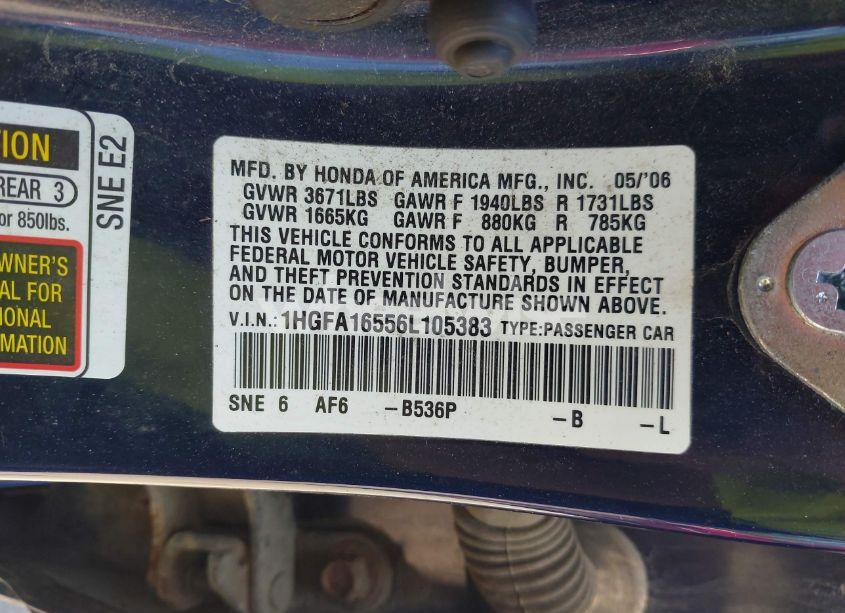 TION
REAR 3
or 850lbs.
WNER'S
AL FOR
IONAL
RMATION
SNE E2
MFD. BY HONDA OF AMERICA MFG., INC. 05/'06
GVWR 3671LBS GAWR F 1940LBS R 1731LBS
GVWR 1665KG GAWR F 880KG R 785KG
THIS VEHICLE CONFORMS TO ALL APPLICABLE
FEDERAL MOTOR VEHICLE SAFETY, BUMPER,
AND THEFT PREVENTION STANDARDS IN EFFECT
ON THE DATE OF MANUFACTURE SHOWN ABOVE.
V.I.N.: 1HGFA16556L105383 TYPE:PASSENGER CAR
SNE 6 AF6 -B536P -B -L